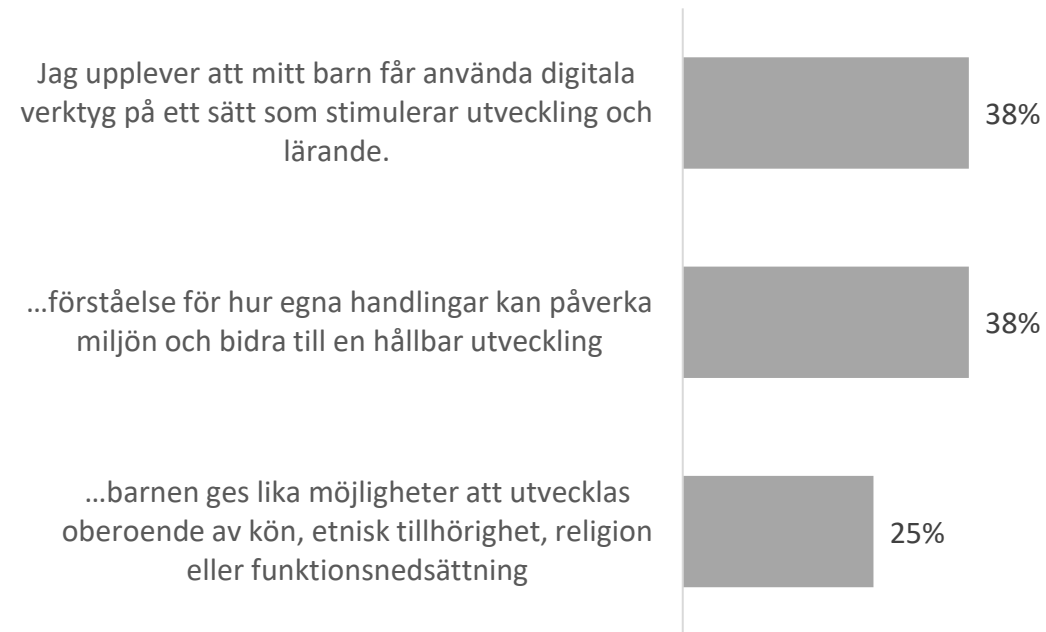 Jag upplever att mitt barn får använda digitala
verktyg på ett sätt som stimulerar utveckling och
lärande.
38%
…förståelse för hur egna handlingar kan påverka
miljön och bidra till en hållbar utveckling
38%
…barnen ges lika möjligheter att utvecklas
oberoende av kön, etnisk tillhörighet, religion
eller funktionsnedsättning
25%